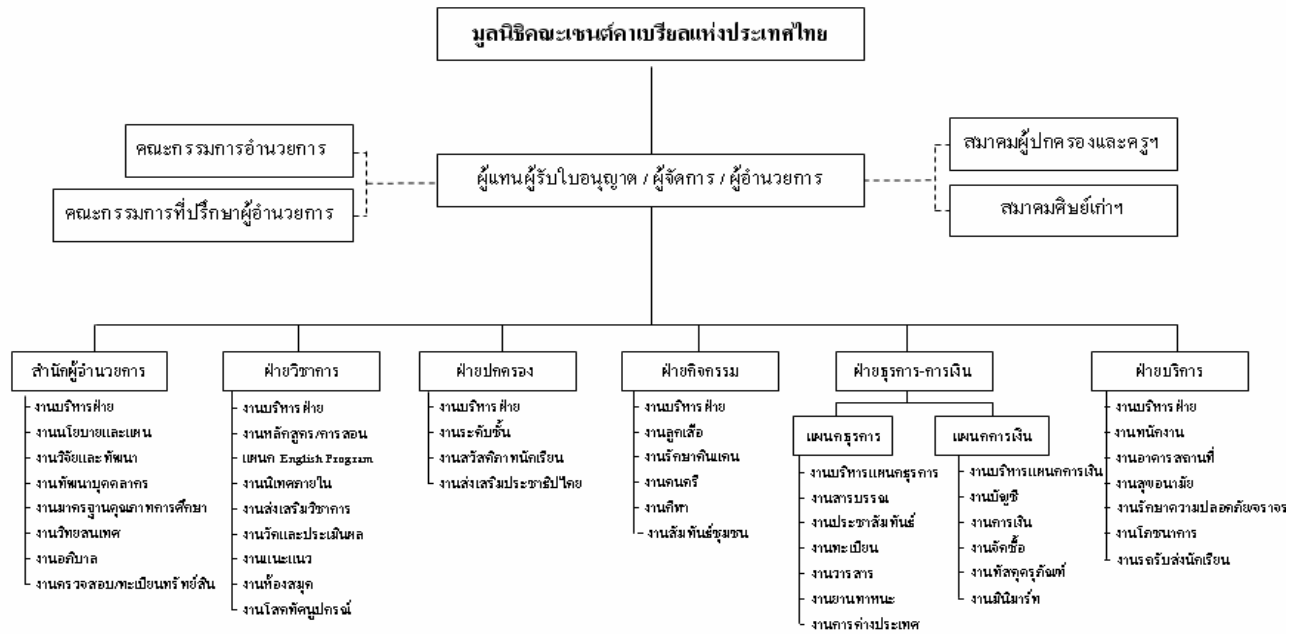 มูลนิธิคณะเซนต์คาเบรียลแห่งประเทศไทย
คณะกรรมการอำนวยการ
คณะกรรมการที่ปรึกษาผู้อำนวยการ
ผู้แทนผู้รับใบอนุญาต / ผู้จัดการ / ผู้อำนวยการ
สมาคมผู้ปกครองและครูฯ
สมาคมศิษย์เก่าฯ
สำนักผู้อำนวยการ
งานบริหารฝ่าย
งานนโยบายและแผน
งานวิจัยและพัฒนา
งานพัฒนาบุคคลากร
งานมาตรฐานคุณภาพการศึกษา
งานวิทยสนเทศ
งานอภิบาล
งานตรวจสอบ/ทะเบียนทรัพย์สิน
ฝ่ายวิชาการ
งานบริหารฝ่าย
งานหลักสูตร/การสอน
แผนก English Program
งานนิเทศภายใน
งานส่งเสริมวิชาการ
งานวัดและประเมินผล
งานแนะแนว
งานห้องสมุด
งานโสตทัศนูปกรณ์
ฝ่ายปกครอง
งานบริหารฝ่าย
งานระดับชั้น
งานสวัสดิภาพนักเรียน
งานส่งเสริมประชาธิปไตย
ฝ่ายกิจกรรม
งานบริหารฝ่าย
งานลูกเสือ
งานรักษาดินแดน
งานดนตรี
งานกีฬา
งานสัมพันธ์ชุมชน
ฝ่ายธุรการ-การเงิน
แผนกธุรการ
งานบริหารแผนกธุรการ
งานสารบรรณ
งานประชาสัมพันธ์
งานทะเบียน
งานวารสาร
งานยานพาหนะ
งานการต่างประเทศ
แผนกการเงิน
งานบริหารแผนกการเงิน
งานบัญชี
งานการเงิน
งานจัดซื้อ
งานพัสดุครุภัณฑ์
งานมินิมาร์ท
ฝ่ายบริการ
งานบริหารฝ่าย
งานพนักงาน
งานอาคารสถานที่
งานสุขอนามัย
งานรักษาความปลอดภัยจราจร
งานโภชนาการ
งานรถรับส่งนักเรียน